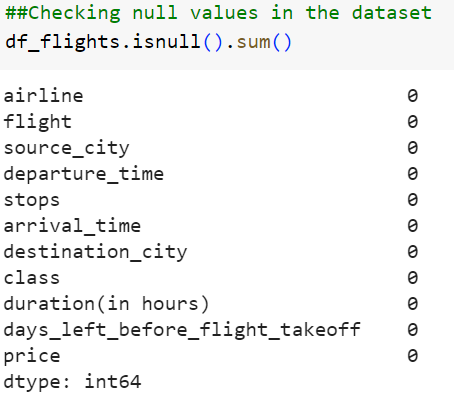 ##Checking null values in the dataset
df_flights.isnull().sum()
airline 0
flight 0
source_city 0
departure_time 0
stops 0
arrival_time 0
destination_city 0
class 0
duration(in hours) 0
days_left_before_flight_takeoff 0
price 0
dtype: int64